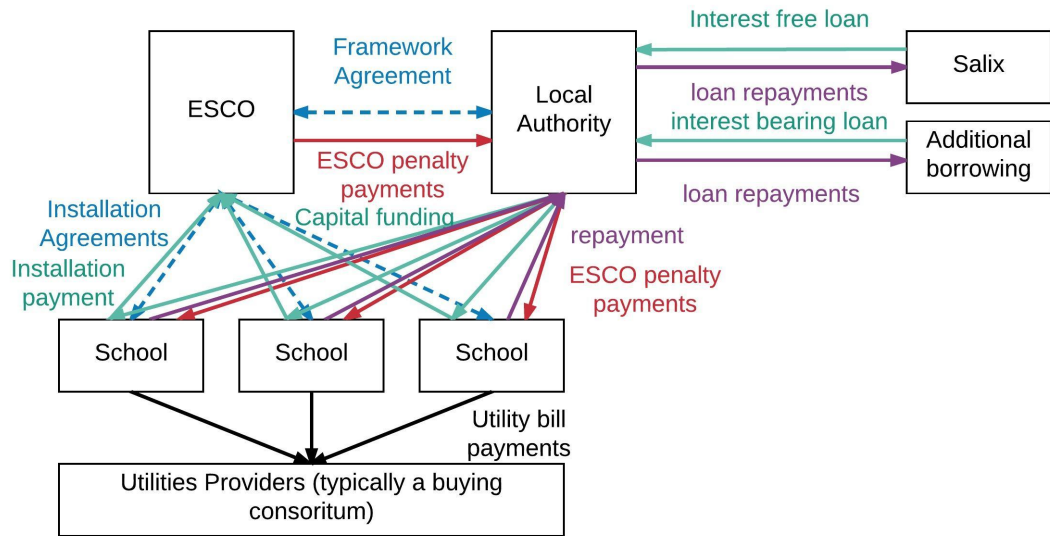 Interest free loan
Framework
Agreement
ESCO
Local
Authority
Salix
loan repayments
interest bearing loan
Additional
borrowing
ESCO penalty
payments
loan repayments
Installation
Agreements
Capital funding
repayment
Installation
payment
ESCO penalty
payments
School
School
School
Utility bill
payments
Utilities Providers (typically a buying
consoritum)